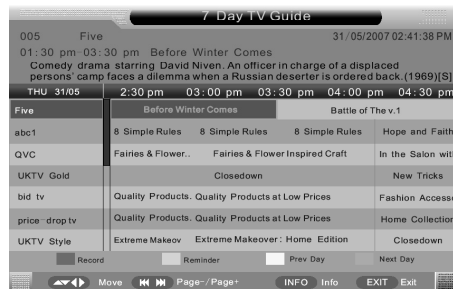 7 Day TV Guide
005 Five 31/05/2007 02:41:38 PM
01:30 pm-03:30 pm Before Winter Comes
Comedy drama starring David Niven. An officer in charge of a displaced
persons' camp faces a dilemma when a Russian deserter is ordered back.(1969)[S]
THU 31/05 2:30 pm 03:00 pm 03:30 pm 04:00 pm 04:30 pm
Five Before Winter Comes Battle of The v.1
abc1 8 Simple Rules 8 Simple Rules 8 Simple Rules Hope and Faith
QVC Fairies & Flower.. Fairies & Flower Inspired Craft In the Salon wit
UKTV Gold Closedown New Tricks
bid tv Quality Products. Quality Products at Low Prices Fashion Access
price-drop tv Quality Products. Quality Products at Low Prices Home Collection
UKTV Style Extreme Makeov Extreme Makeover: Home Edition Closedown
Record Reminder Prev Day Next Day
Move Page-/Page+ INFO Info EXIT Exit